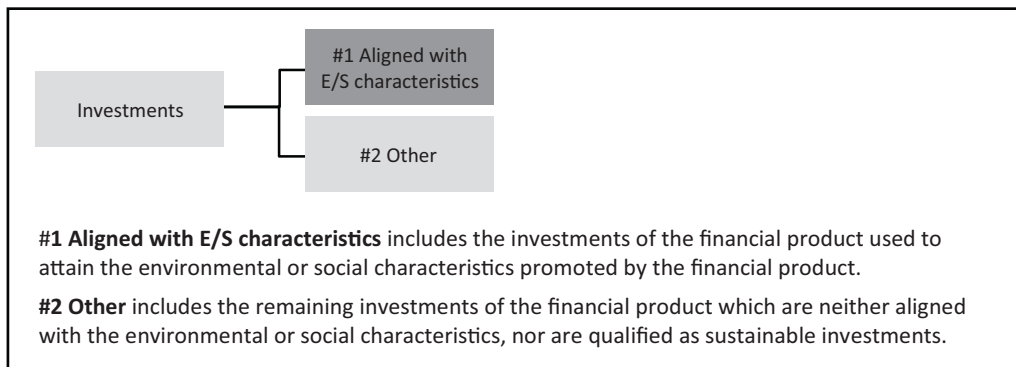 #1 Aligned with
E/S characteristics
Investments
#2 Other
#1 Aligned with E/S characteristics includes the investments of the financial product used to
attain the environmental or social characteristics promoted by the financial product.
#2 Other includes the remaining investments of the financial product which are neither aligned
with the environmental or social characteristics, nor are qualified as sustainable investments.